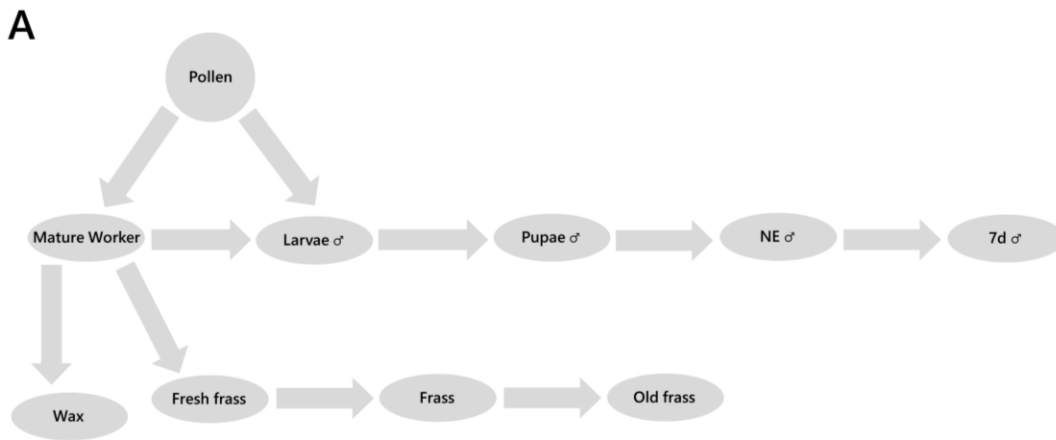 A
Pollen
Mature Worker
Larvae ♂
Pupae ♂
NE ♂
7d ♂
Wax
Fresh frass
Frass
Old frass